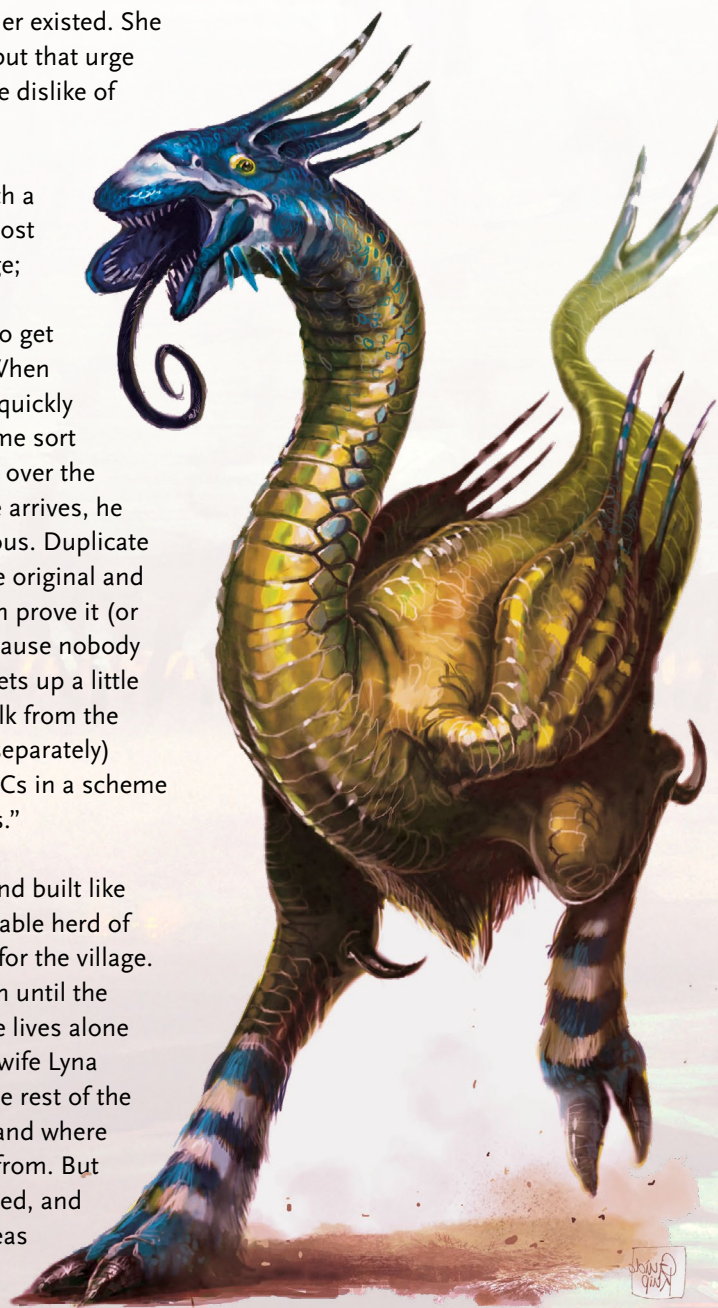 er existed. She
out that urge
e dislike of
th a
ost
ge;
o get
When
quickly
me sort
over the
e arrives, he
ous. Duplicate
e original and
n prove it (or
ause nobody
ets up a little
lk from the
separately)
Cs in a scheme
s.”
nd built like
able herd of
for the village.
n until the
e lives alone
wife Lyna
e rest of the
and where
from. But
ed, and
eas